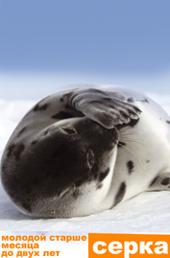 молодой старше
месяца
до двух лет
серка